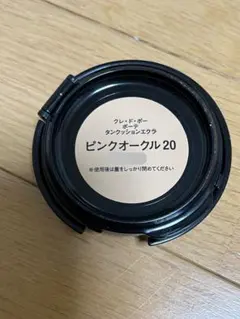 クレ・ド・ポー
ボーテ
タンクッションエクラ
ピンクオークル 20
※使用後は蓋をしっかり閉めてください